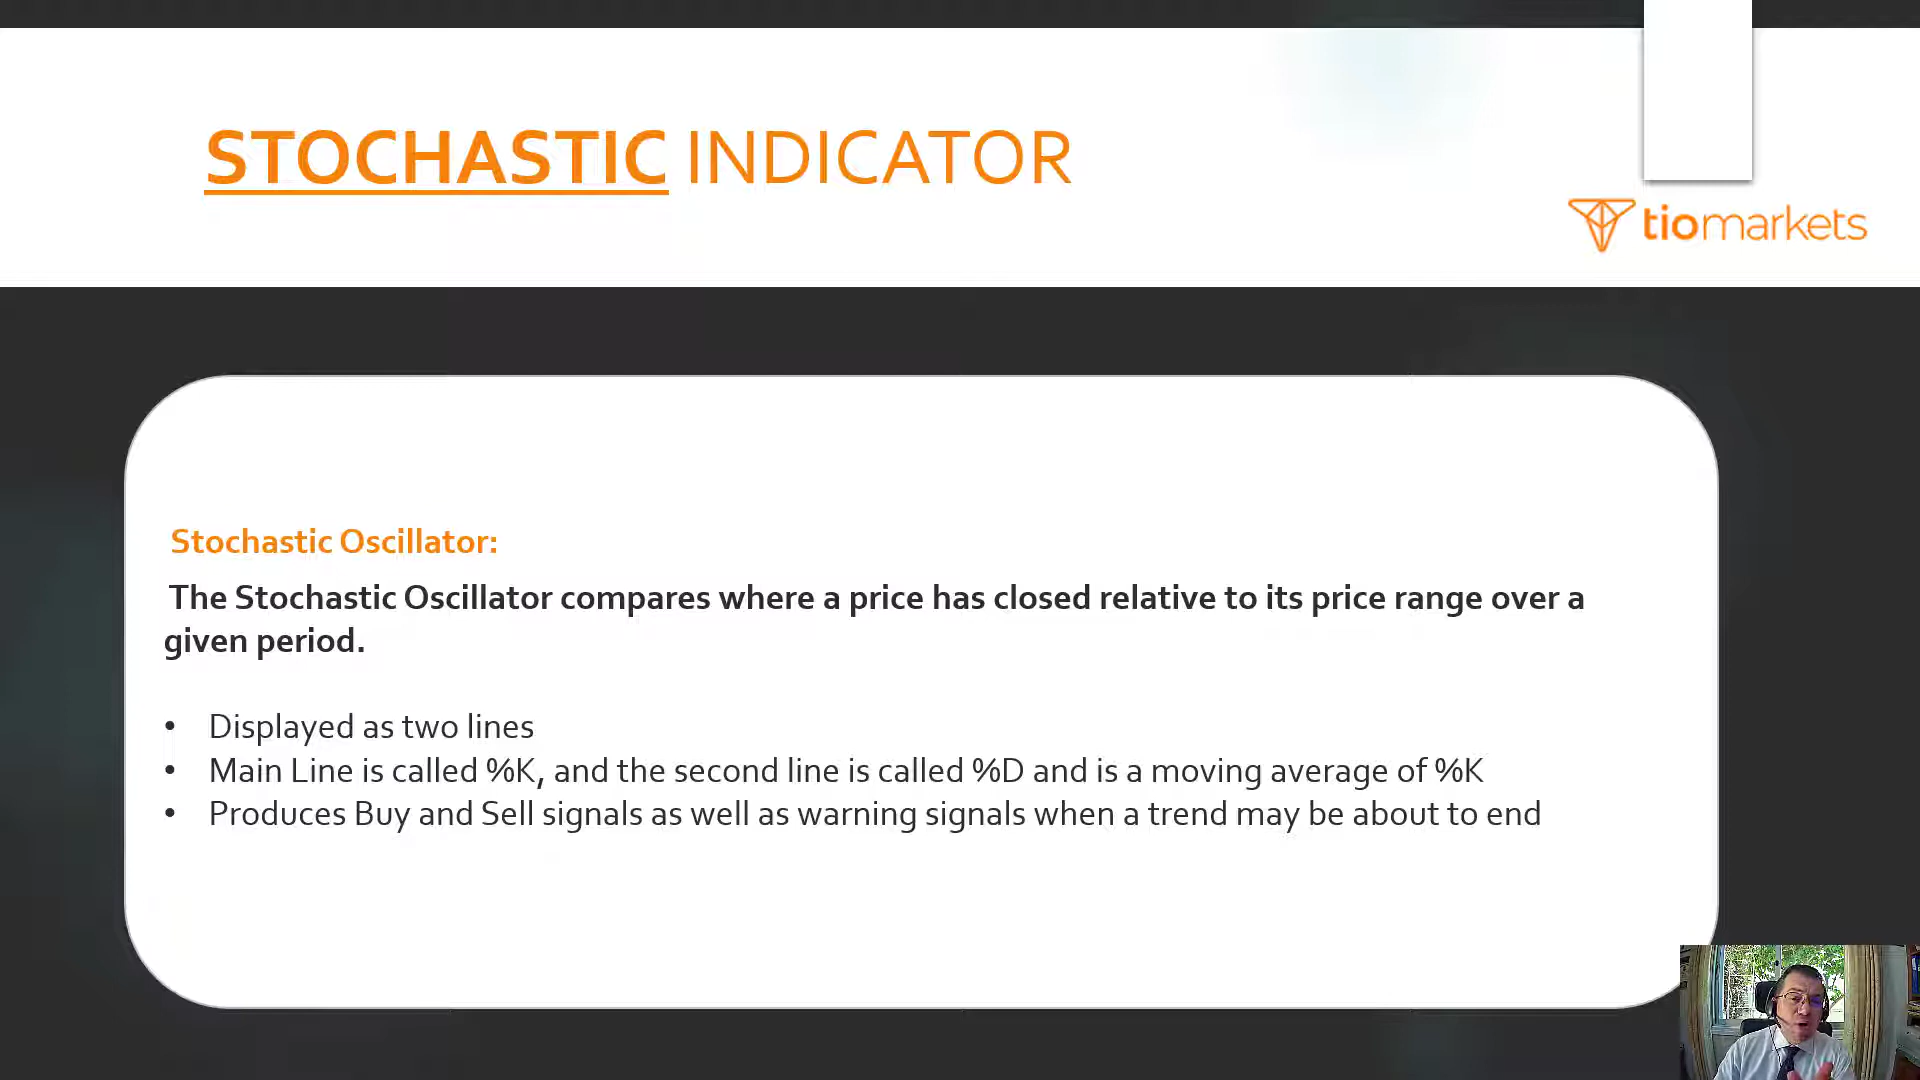 STOCHASTIC INDICATOR
tiomarkets
Stochastic Oscillator:
The Stochastic Oscillator compares where a price has closed relative to its price range over a
given period.
• Displayed as two lines
• Main Line is called %K, and the second line is called %D and is a moving average of %K
• Produces Buy and Sell signals as well as warning signals when a trend may be about to end